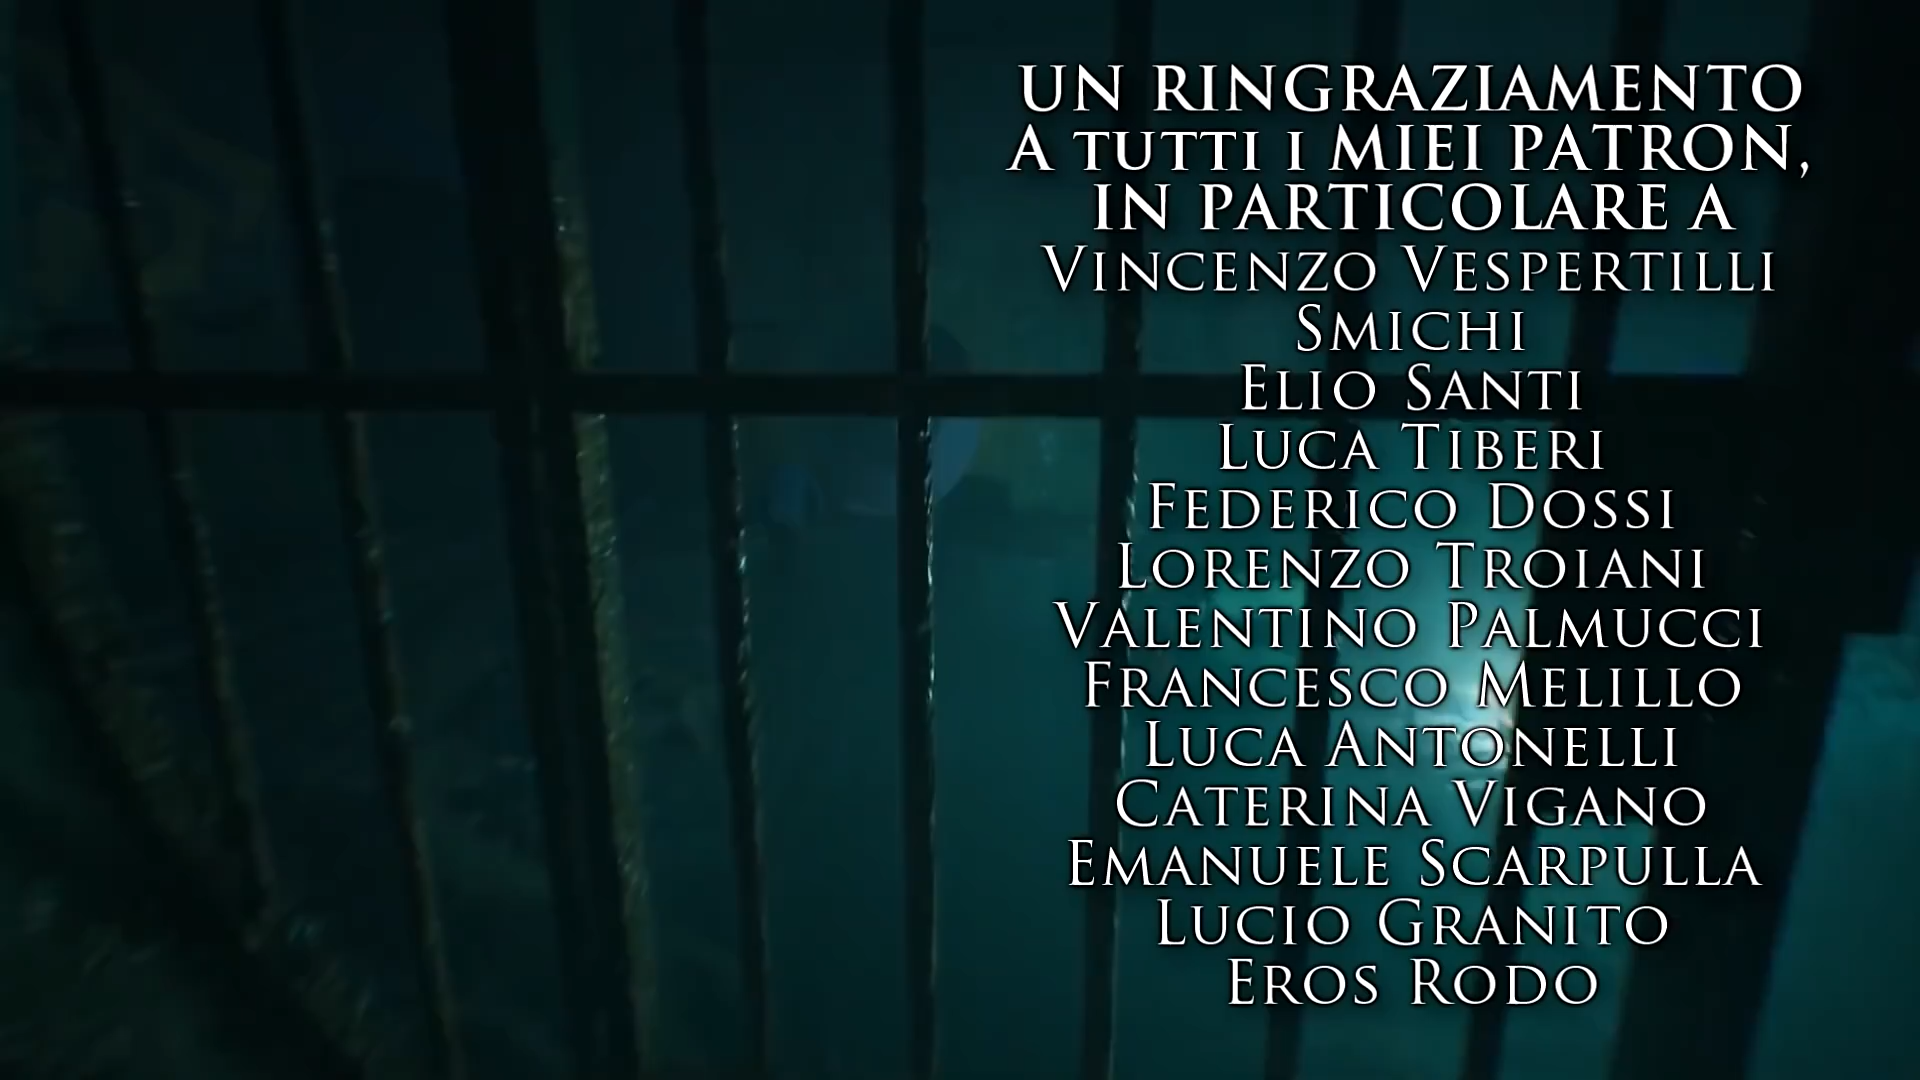 UN RINGRAZIAMENTO
A TUTTI I MIEI PATRON,
IN PARTICOLARE A
VINCENZO VESPERTILLI
SMICHI
ELIO SANTI
LUCA TIBERI
FEDERICO DOSSI
LORENZO TROIANI
VALENTINO PALMUCCI
FRANCESCO MELILLO
LUCA ANTONELLI
CATERINA VIGANO
EMANUELE SCARPULLA
LUCIO GRANITO
EROS RODO